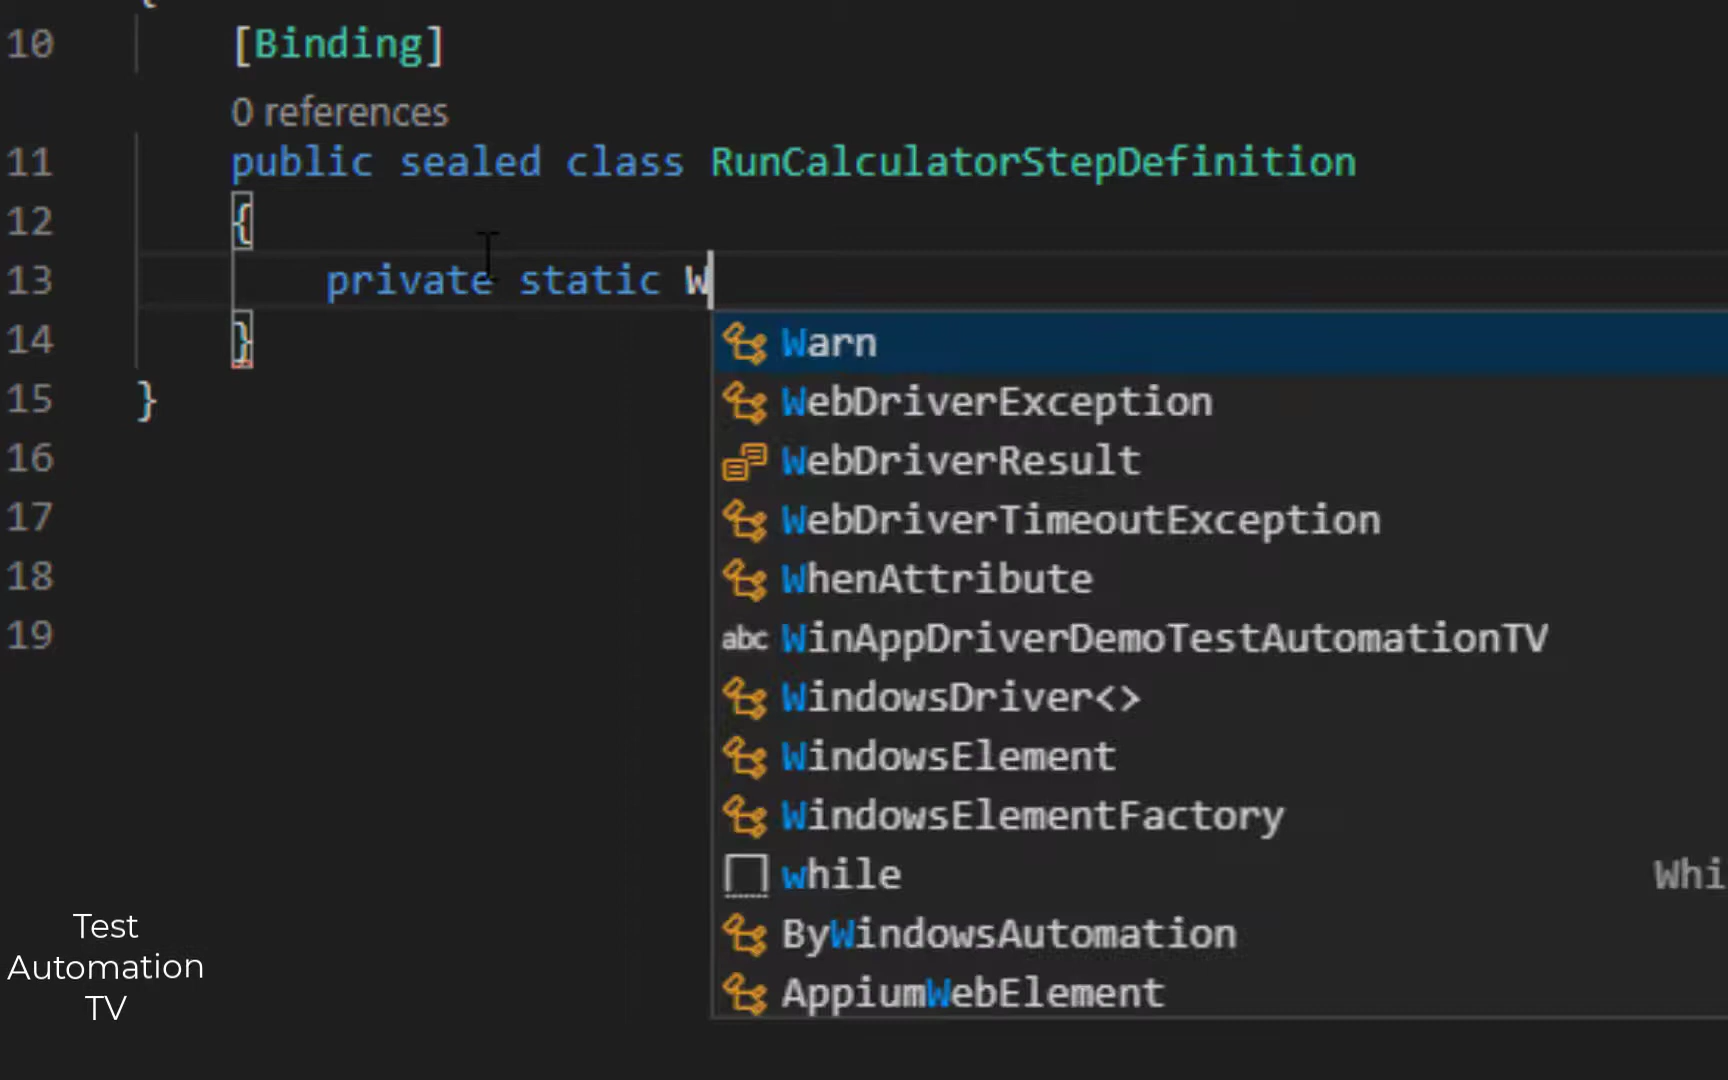 {
10 [Binding]
0 references
11 public sealed class RunCalculatorStepDefinition
12 {
13 private static W
14 }
15 }
16
17
18
19
Warn
WebDriverException
WebDriverResult
WebDriverTimeoutException
WhenAttribute
abc WinAppDriverDemoTestAutomationTV
WindowsDriver<>
WindowsElement
WindowsElementFactory
while Whi
ByWindowsAutomation
AppiumWebElement
Test
Automation
TV